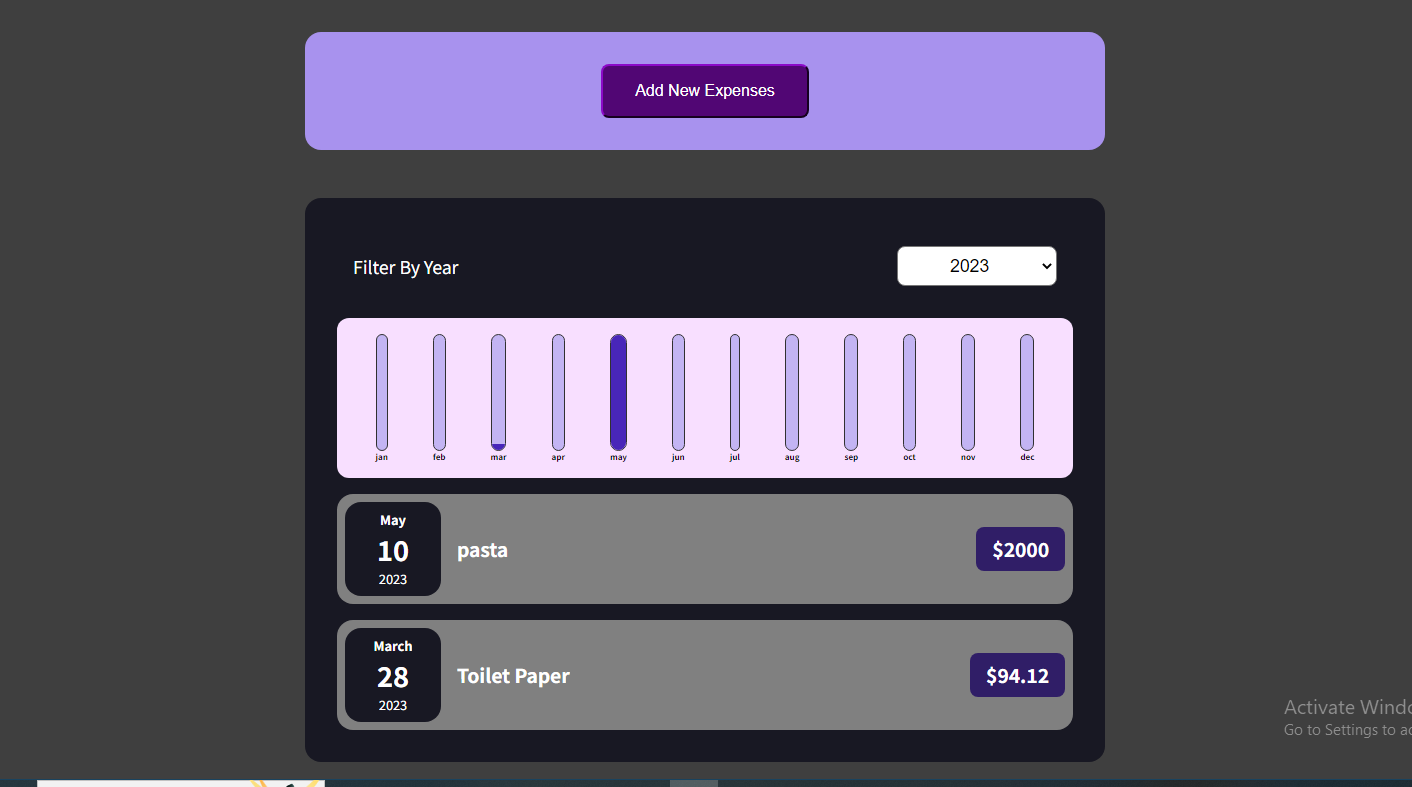 Add New Expenses
Filter By Year
2023
jan feb mar apr may jun jul aug sep oct nov dec
May
10
2023
pasta
$2000
March
28
2023
Toilet Paper
$94.12
Activate Windo
Go to Settings to ac